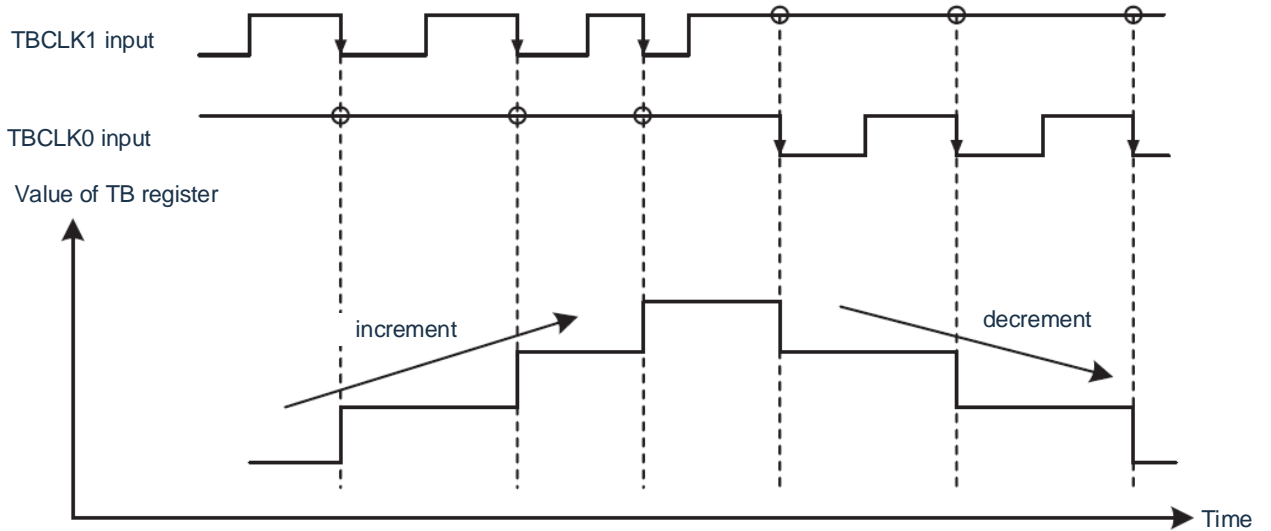 TBCLK1 input
TBCLK0 input
Value of TB register
increment
decrement
Time